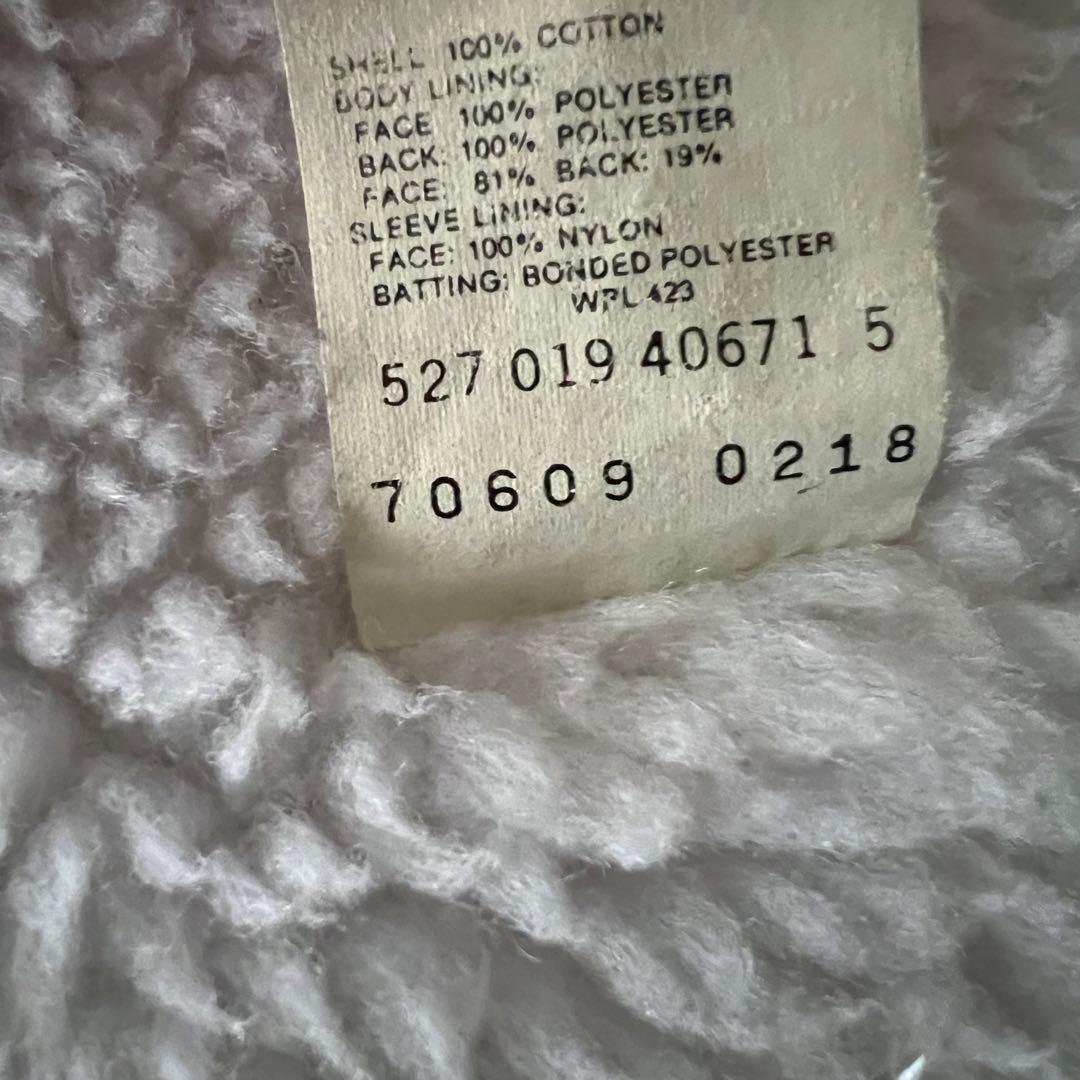 SHELL 100% COTTON
BODY LINING:
FACE 100% POLYESTER
BACK: 100% POLYESTER
FACE: 81% BACK: 19%
SLEEVE LINING:
FACE: 100% NYLON
BATTING: BONDED POLYESTER
WPL 423
527 019 40671 5
70609 0218